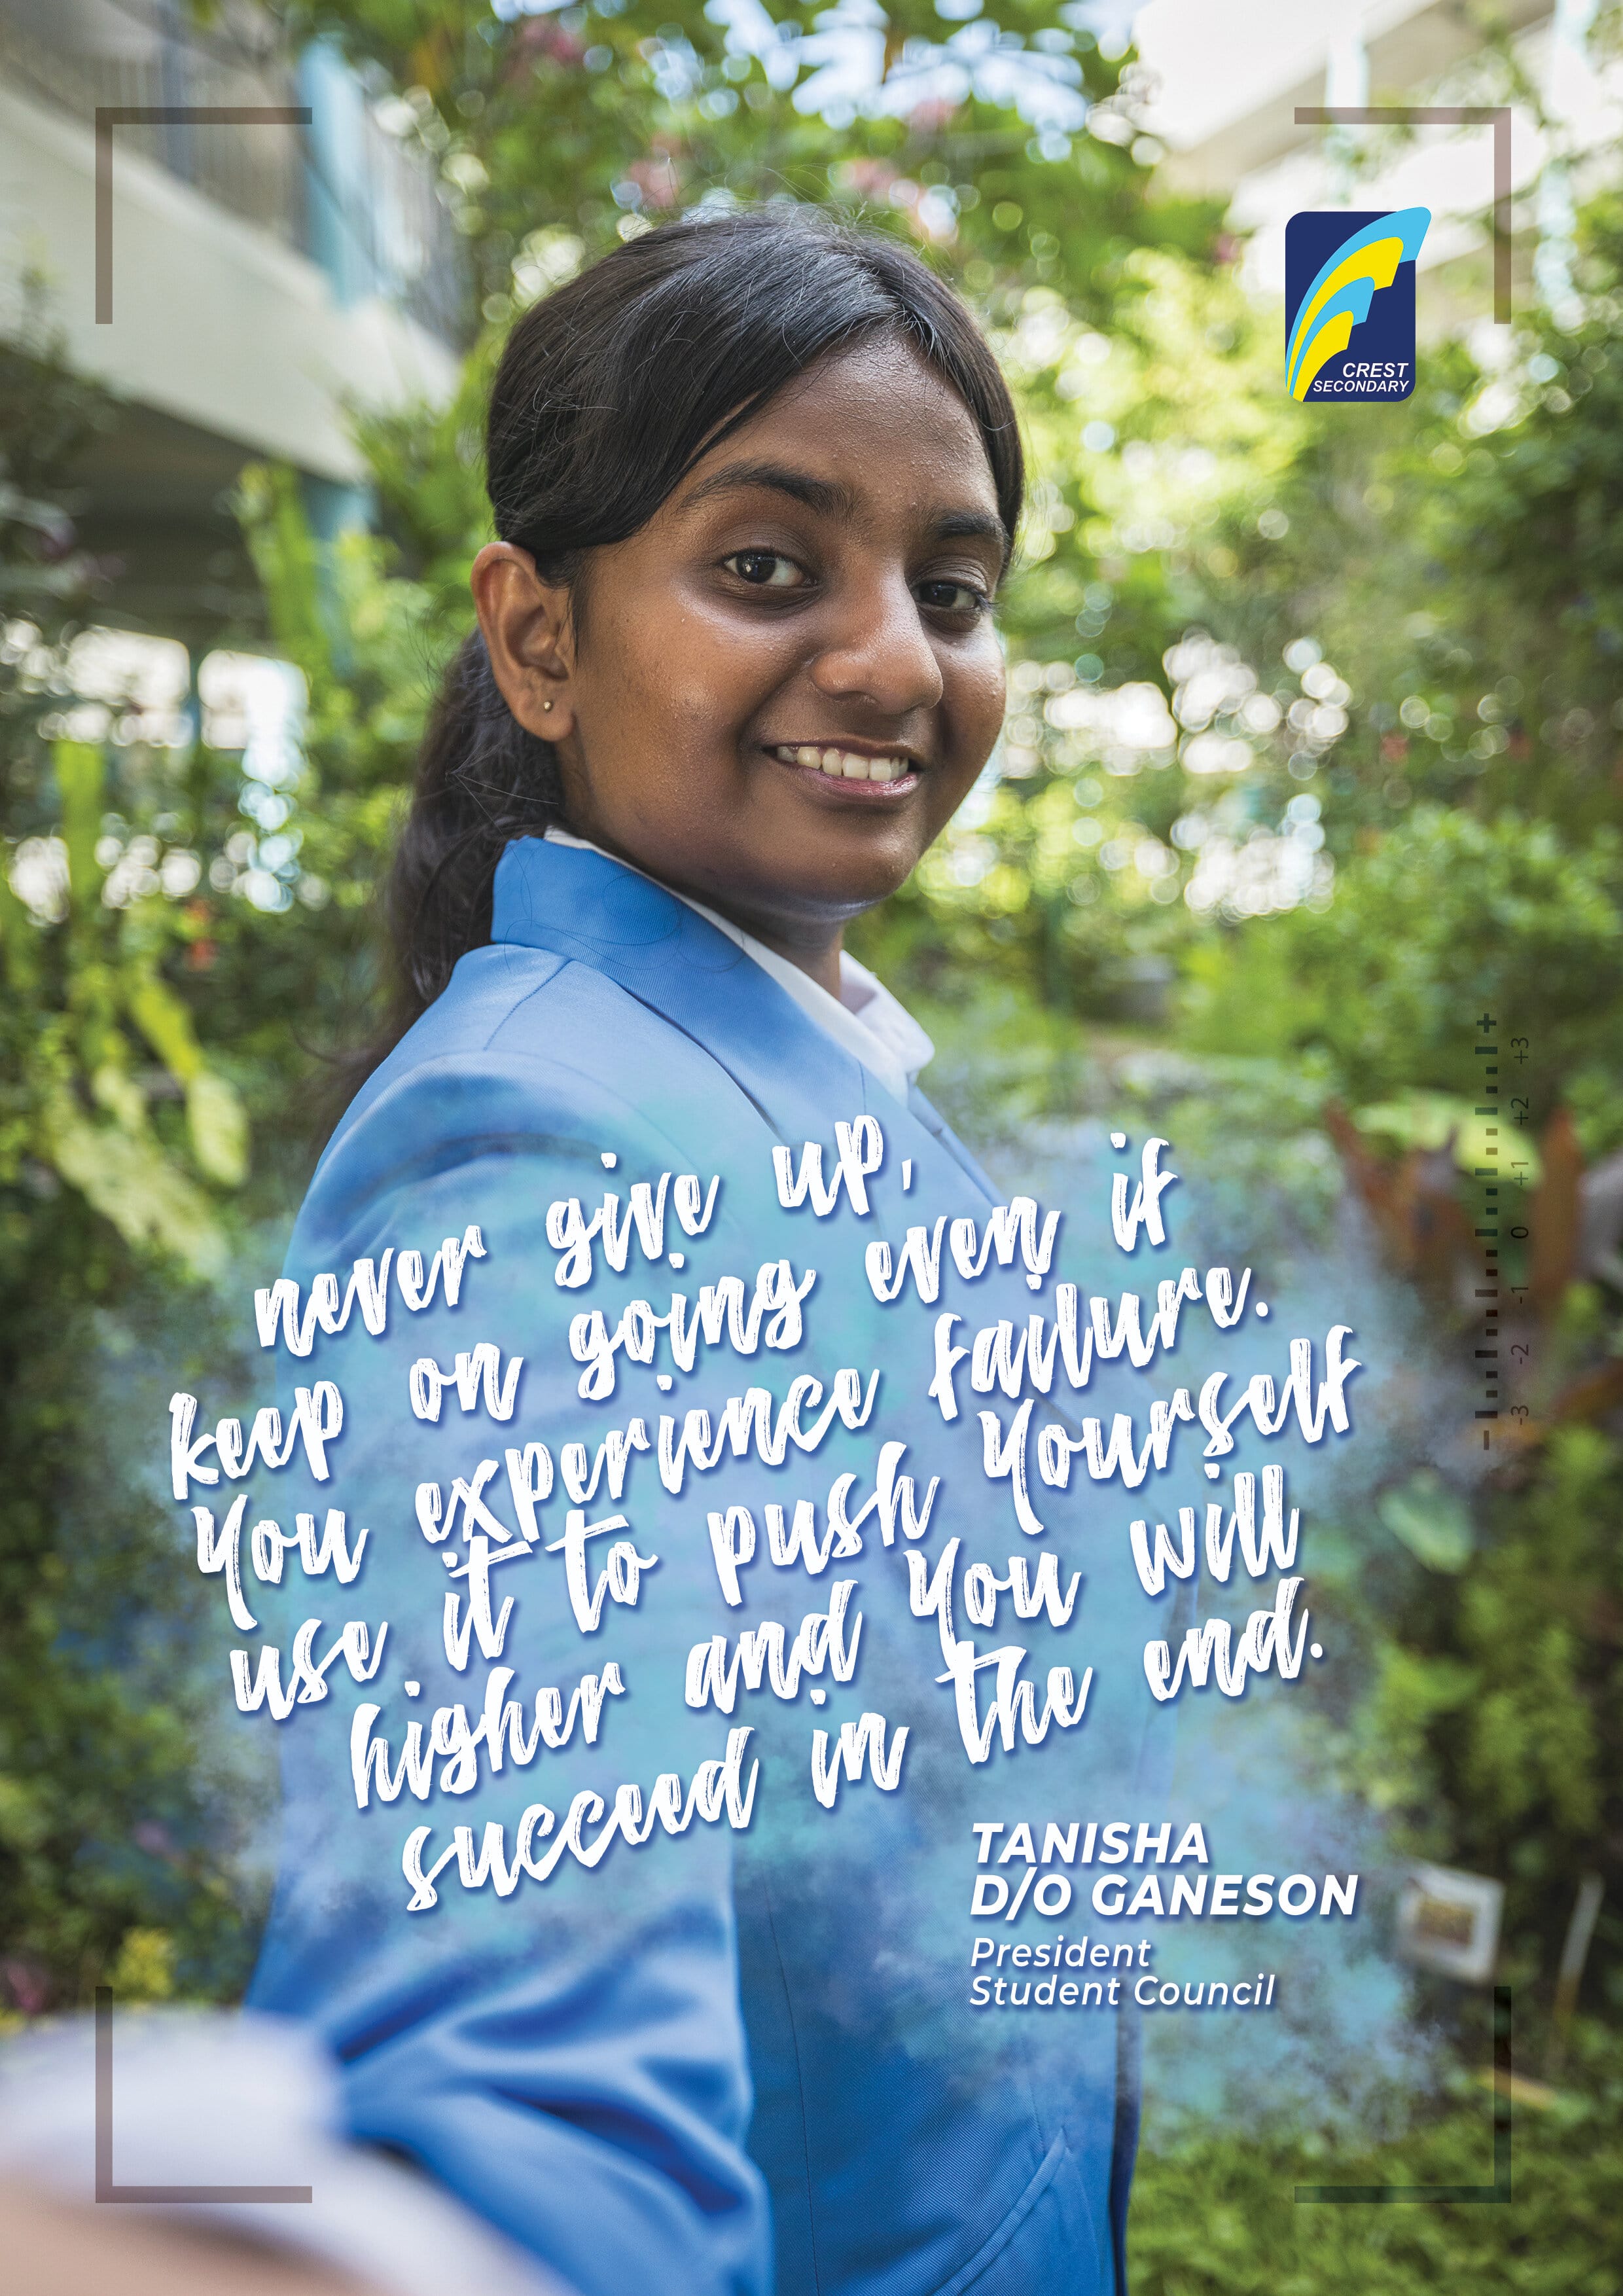 CREST
SECONDARY
+
+3
+2
+1
0
-1
-2
-3
-
never give up,
keep on going even if
you experience failure.
use it to push yourself
higher and you will
succeed in the end.
TANISHA
D/O GANESON
President
Student Council